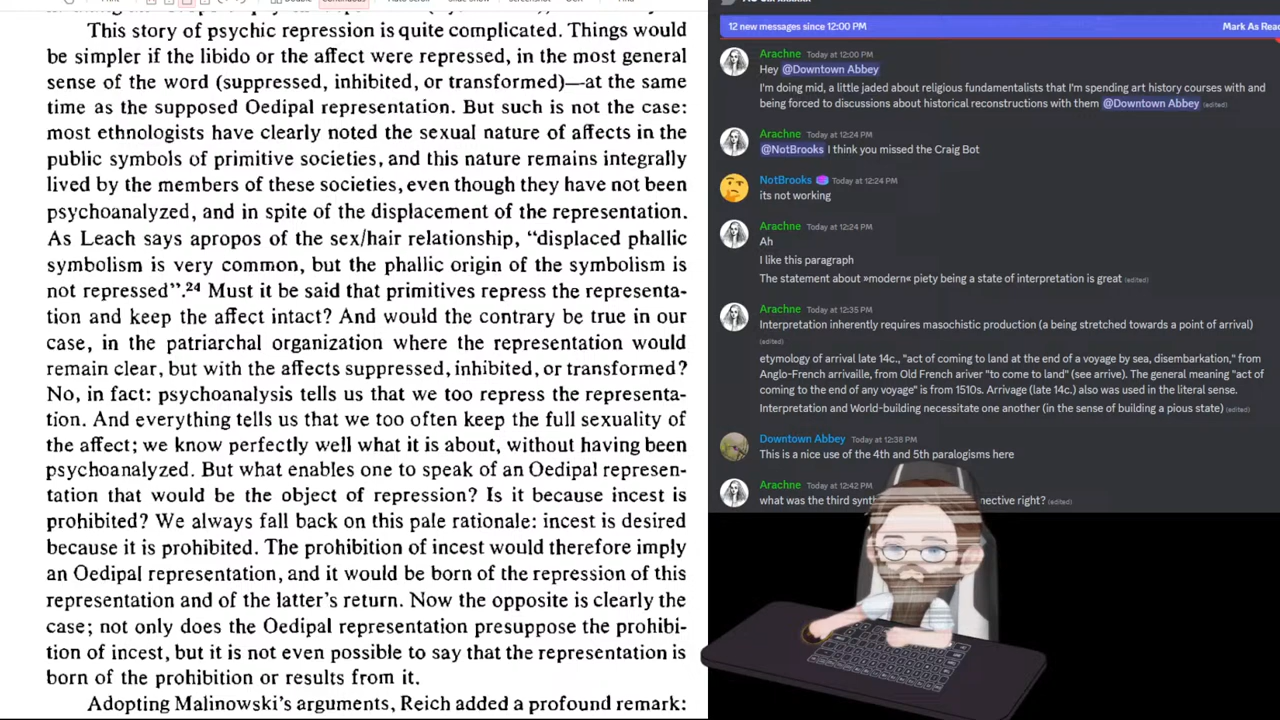 This story of psychic repression is quite complicated. Things would
be simpler if the libido or the affect were repressed, in the most general
sense of the word (suppressed, inhibited, or transformed)—at the same
time as the supposed Oedipal representation. But such is not the case:
most ethnologists have clearly noted the sexual nature of affects in the
public symbols of primitive societies, and this nature remains integrally
lived by the members of these societies, even though they have not been
psychoanalyzed, and in spite of the displacement of the representation.
As Leach says apropos of the sex/hair relationship, “displaced phallic
symbolism is very common, but the phallic origin of the symbolism is
not repressed”.24 Must it be said that primitives repress the representa-
tion and keep the affect intact? And would the contrary be true in our
case, in the patriarchal organization where the representation would
remain clear, but with the affects suppressed, inhibited, or transformed?
No, in fact: psychoanalysis tells us that we too repress the representa-
tion. And everything tells us that we too often keep the full sexuality of
the affect; we know perfectly well what it is about, without having been
psychoanalyzed. But what enables one to speak of an Oedipal represen-
tation that would be the object of repression? Is it because incest is
prohibited? We always fall back on this pale rationale: incest is desired
because it is prohibited. The prohibition of incest would therefore imply
an Oedipal representation, and it would be born of the repression of this
representation and of the latter’s return. Now the opposite is clearly the
case; not only does the Oedipal representation presuppose the prohibi-
tion of incest, but it is not even possible to say that the representation is
born of the prohibition or results from it.
Adopting Malinowski’s arguments, Reich added a profound remark:
12 new messages since 12:00 PM
Mark As Read
Arachne Today at 12:00 PM
Hey @Downtown Abbey
I'm doing mid, a little jaded about religious fundamentalists that I'm spending art history courses with and
being forced to discussions about historical reconstructions with them @Downtown Abbey (edited)
Arachne Today at 12:24 PM
@NotBrooks I think you missed the Craig Bot
NotBrooks Today at 12:24 PM
its not working
Arachne Today at 12:24 PM
Ah
I like this paragraph
The statement about »modern« piety being a state of interpretation is great (edited)
Arachne Today at 12:35 PM
Interpretation inherently requires masochistic production (a being stretched towards a point of arrival)
(edited)
etymology of arrival late 14c., "act of coming to land at the end of a voyage by sea, disembarkation," from
Anglo-French arrivaille, from Old French ariver "to come to land" (see arrive). The general meaning "act of
coming to the end of any voyage" is from 1510s. Arrivage (late 14c.) also was used in the literal sense.
Interpretation and World-building necessitate one another (in the sense of building a pious state) (edited)
Downtown Abbey Today at 12:38 PM
This is a nice use of the 4th and 5th paralogisms here
Arachne Today at 12:42 PM
what was the third synth nective right? (edited)